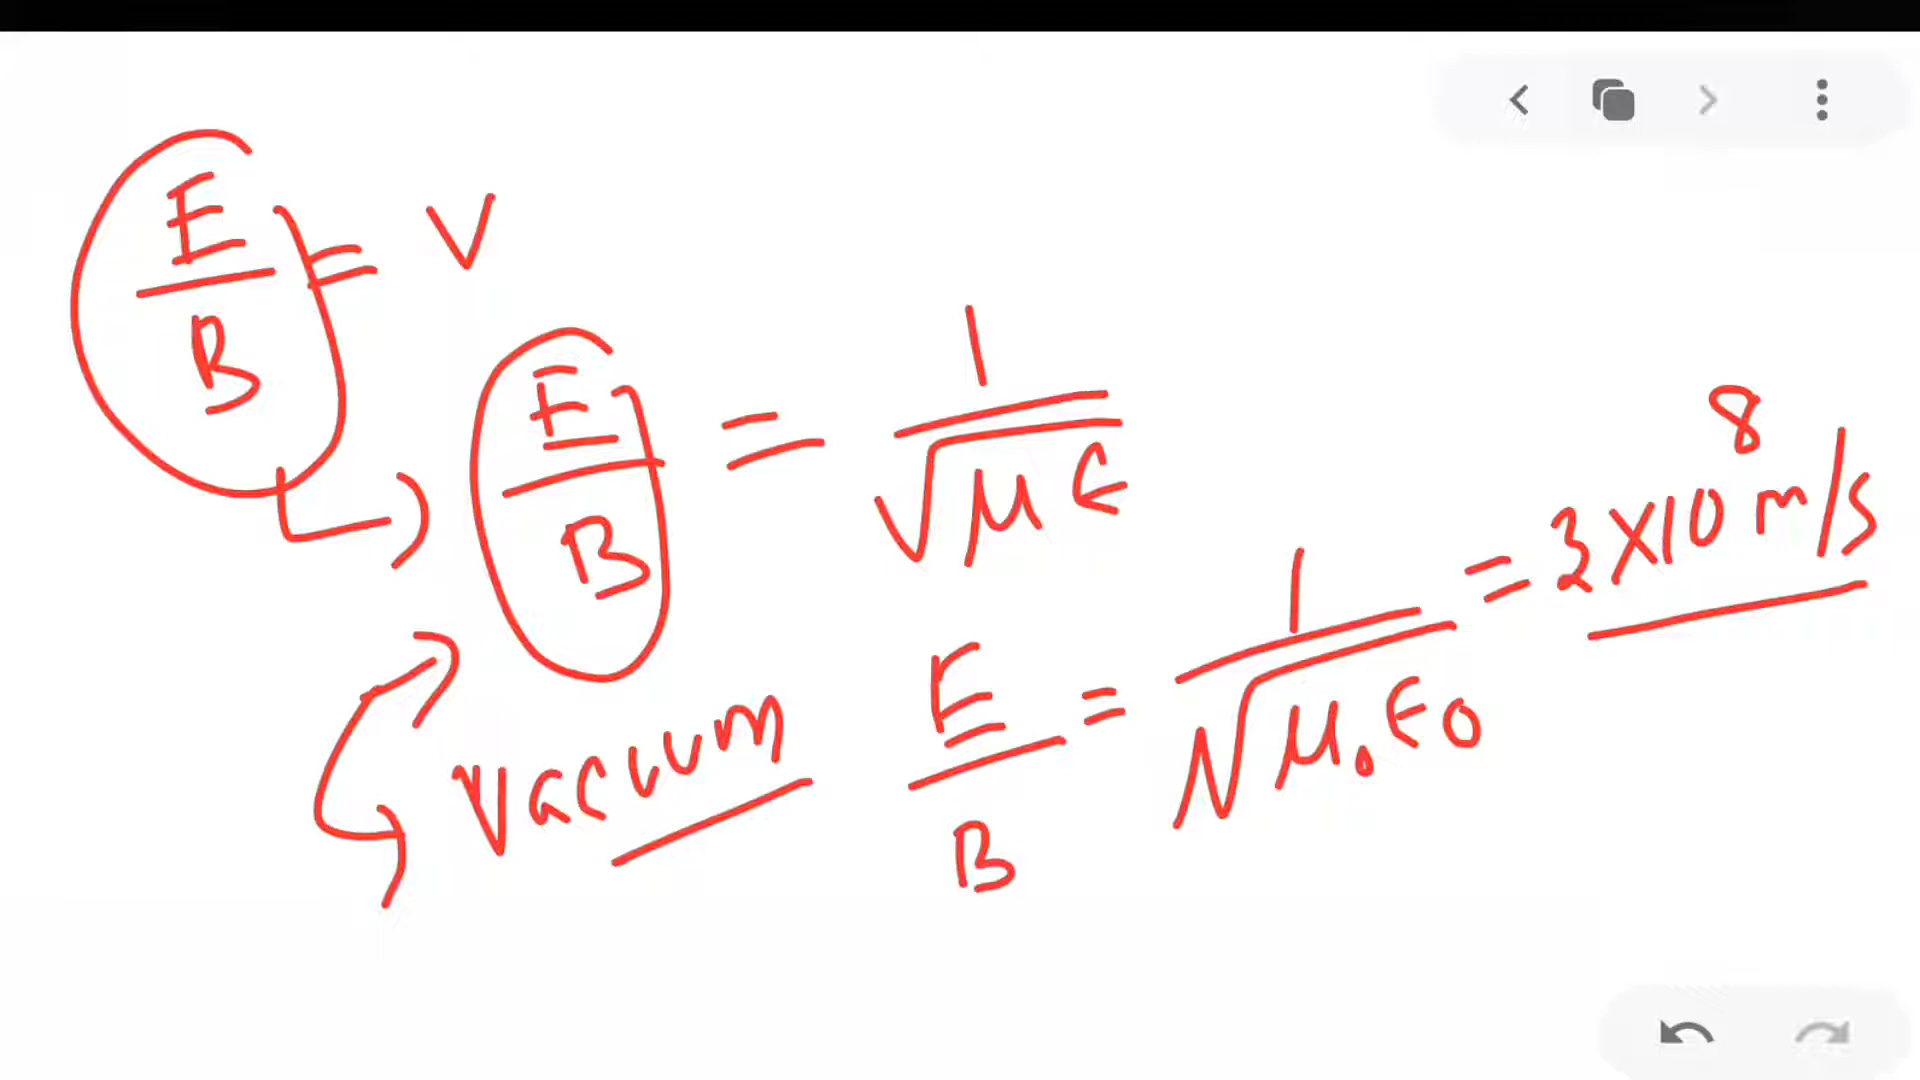 E/B = v
E/B = 1/√με
vacuum E/B = 1/√μ₀ε₀ = 3×10⁸ m/s